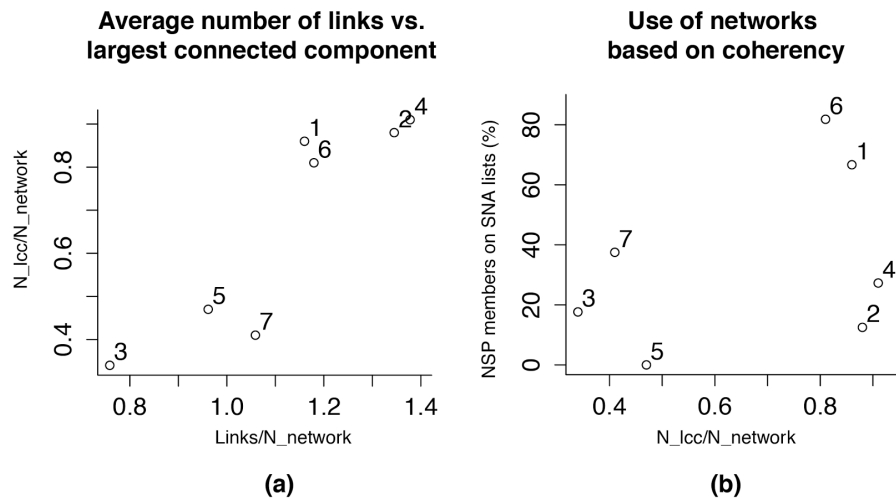 Average number of links vs.
largest connected component
N_lcc/N_network
0.8
0.6
0.4
1
2
4
6
5
7
3
0.8 1.0 1.2 1.4
Links/N_network
(a)
Use of networks
based on coherency
NSP members on SNA lists (%)
80
60
40
20
0
6
1
7
4
3
2
5
0.4 0.6 0.8
N_lcc/N_network
(b)